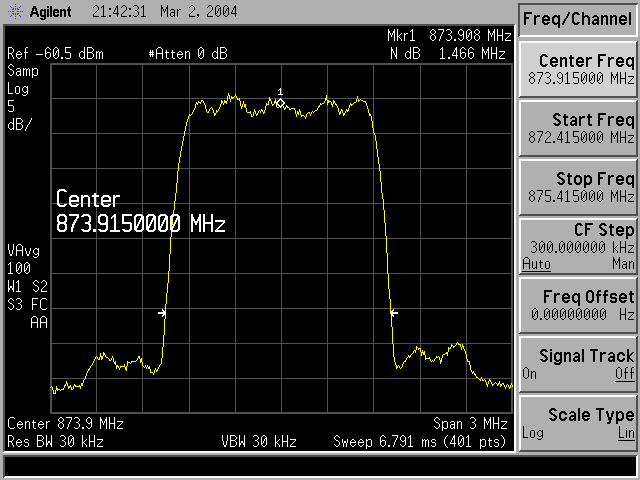 Agilent 21:42:31 Mar 2, 2004
Freq/Channel
Mkr1 873.908 MHz
Ref -60.5 dBm #Atten 0 dB N dB 1.466 MHz
Samp
Log
5
dB/
1
Center
873.9150000 MHz
VAvg
100
W1 S2
S3 FC
AA
Center 873.9 MHz Span 3 MHz
Res BW 30 kHz VBW 30 kHz Sweep 6.791 ms (401 pts)
Center Freq
873.915000 MHz
Start Freq
872.415000 MHz
Stop Freq
875.415000 MHz
CF Step
300.000000 kHz
Auto Man
Freq Offset
0.00000000 Hz
Signal Track
On Off
Scale Type
Log Lin